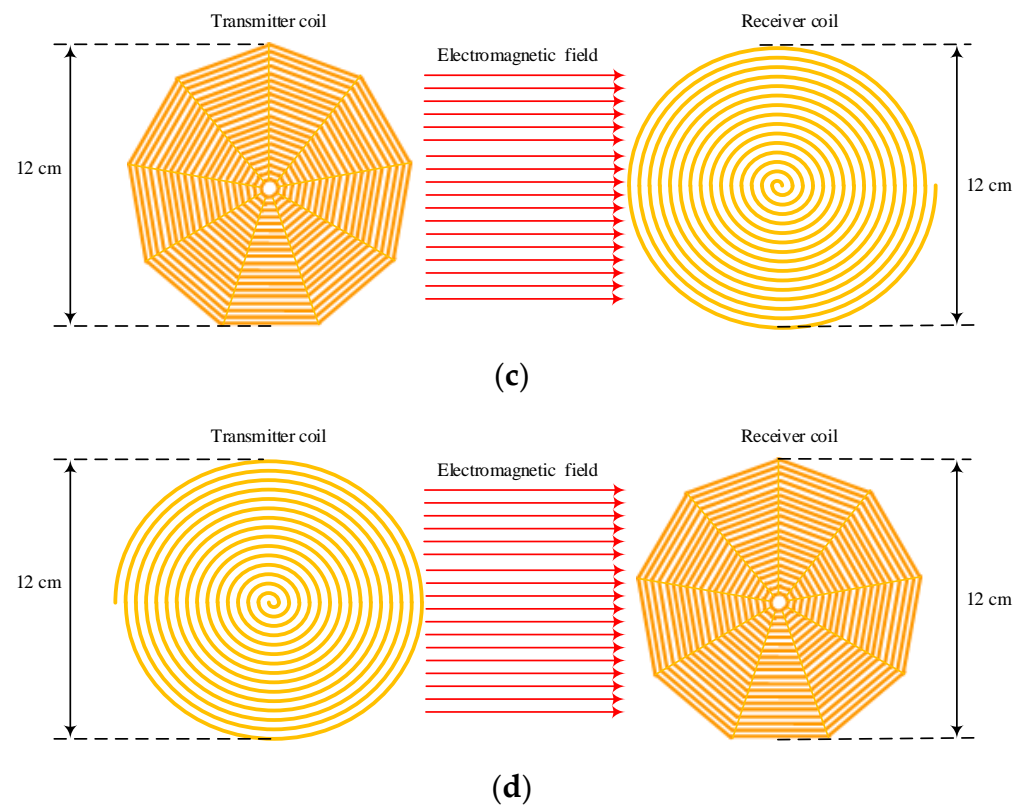 Transmitter coil
Receiver coil
Electromagnetic field
12 cm
12 cm
(c)
Transmitter coil
Receiver coil
Electromagnetic field
12 cm
12 cm
(d)